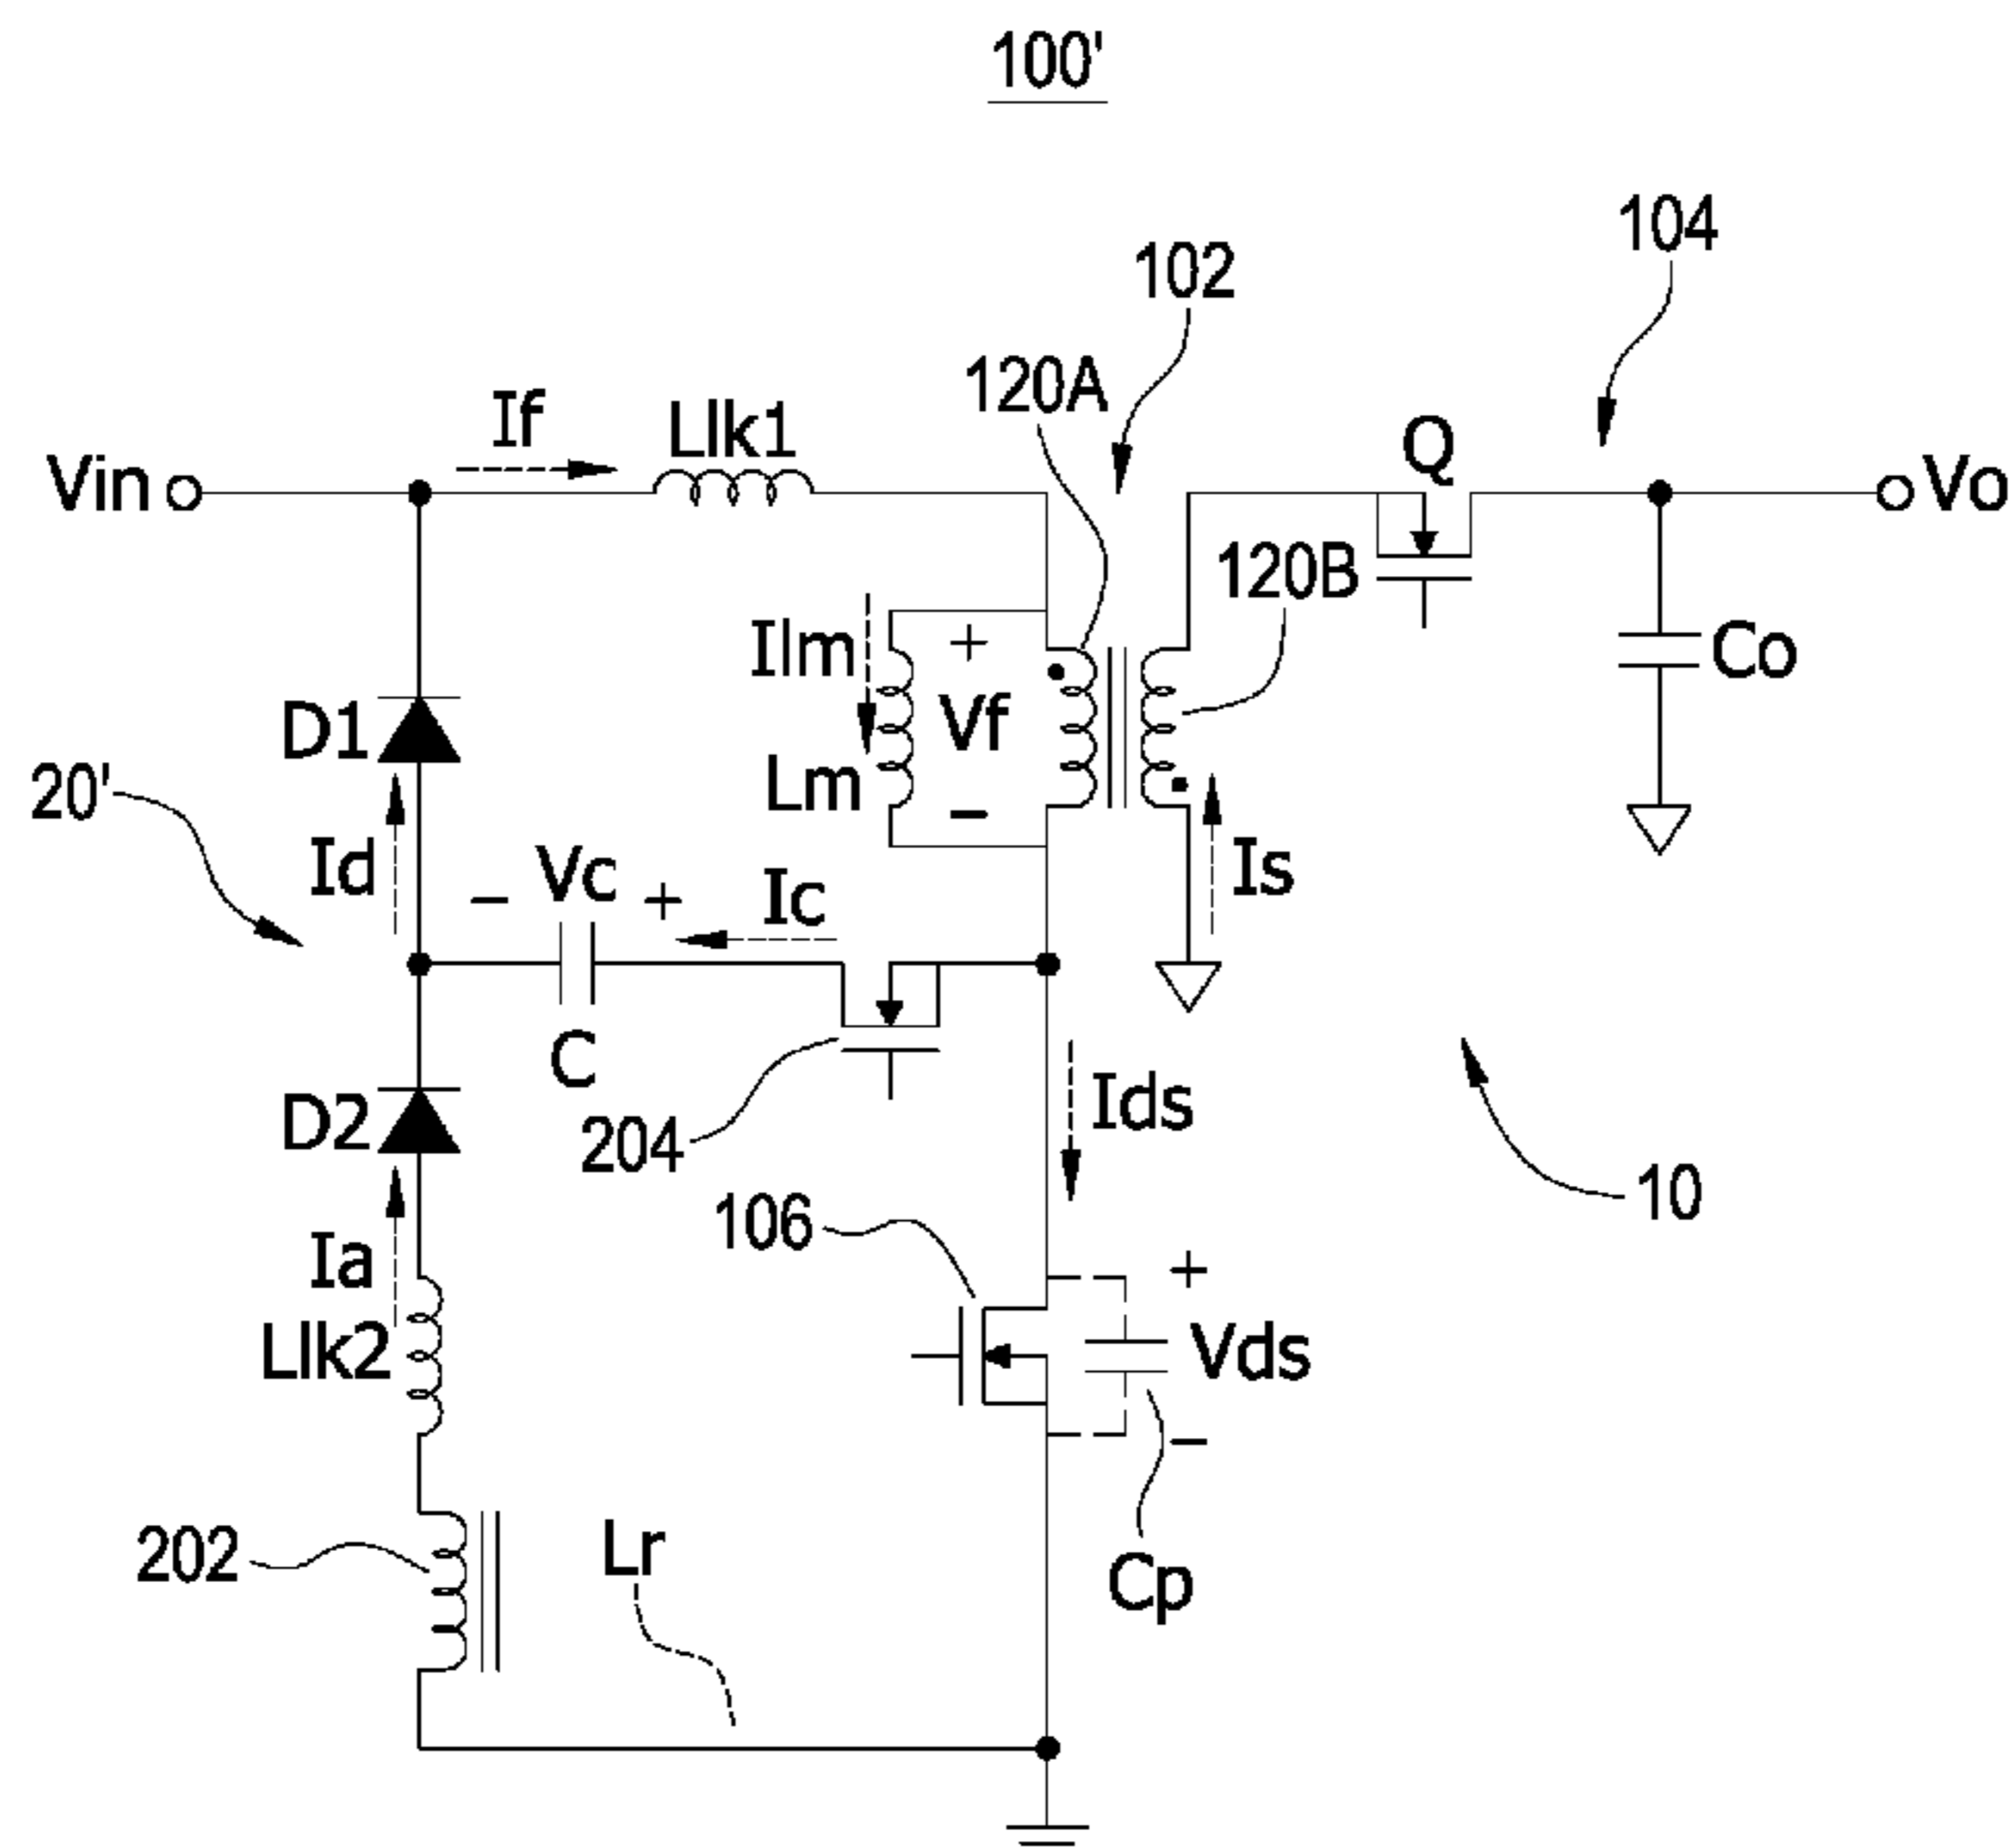 100'
104
102
120A
If
Llk1
Q
Vin
Vo
120B
Ilm
+
Vf
Co
D1
Lm
−
20'
Id
−
Vc
+
Ic
Is
C
D2
204
Ids
106
10
Ia
+
Llk2
Vds
−
202
Lr
Cp